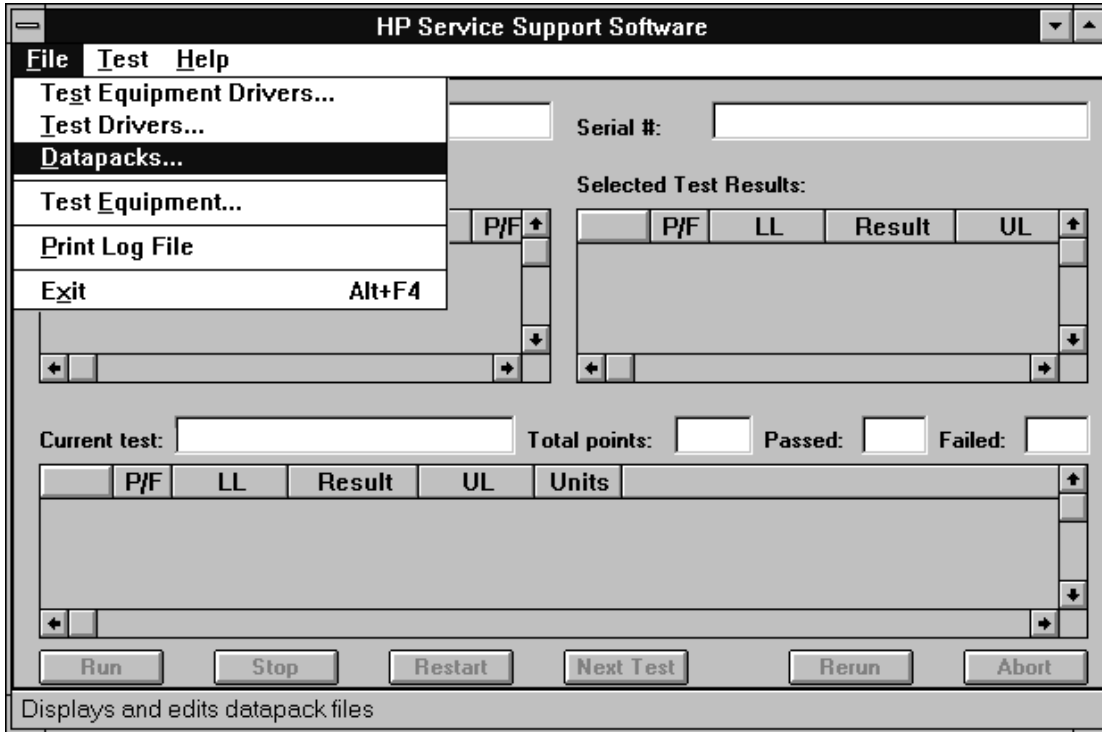 HP Service Support Software
File Test Help
Test Equipment Drivers...
Test Drivers...
Datapacks...
Test Equipment...
Print Log File
Exit Alt+F4
Serial #:
Selected Test Results:
P/F
P/F LL Result UL
Current test: Total points: Passed: Failed:
P/F LL Result UL Units
Run Stop Restart Next Test Rerun Abort
Displays and edits datapack files